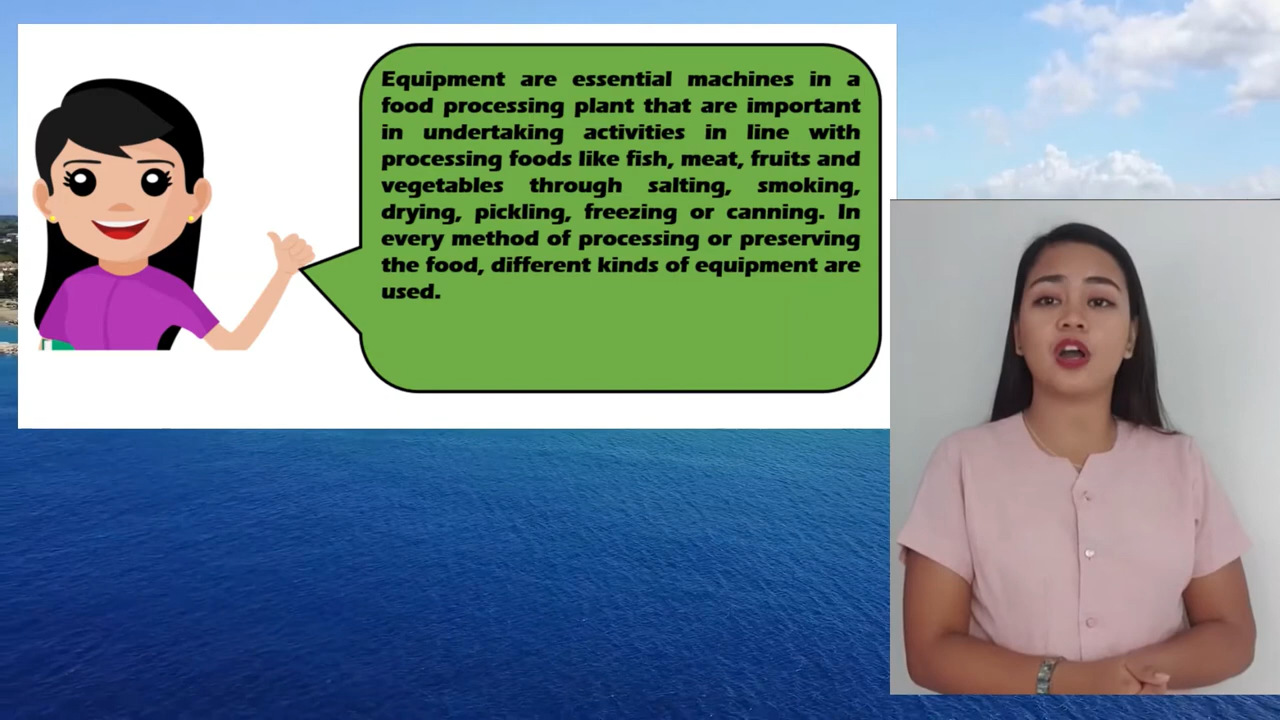 Equipment are essential machines in a
food processing plant that are important
in undertaking activities in line with
processing foods like fish, meat, fruits and
vegetables through salting, smoking,
drying, pickling, freezing or canning. In
every method of processing or preserving
the food, different kinds of equipment are
used.